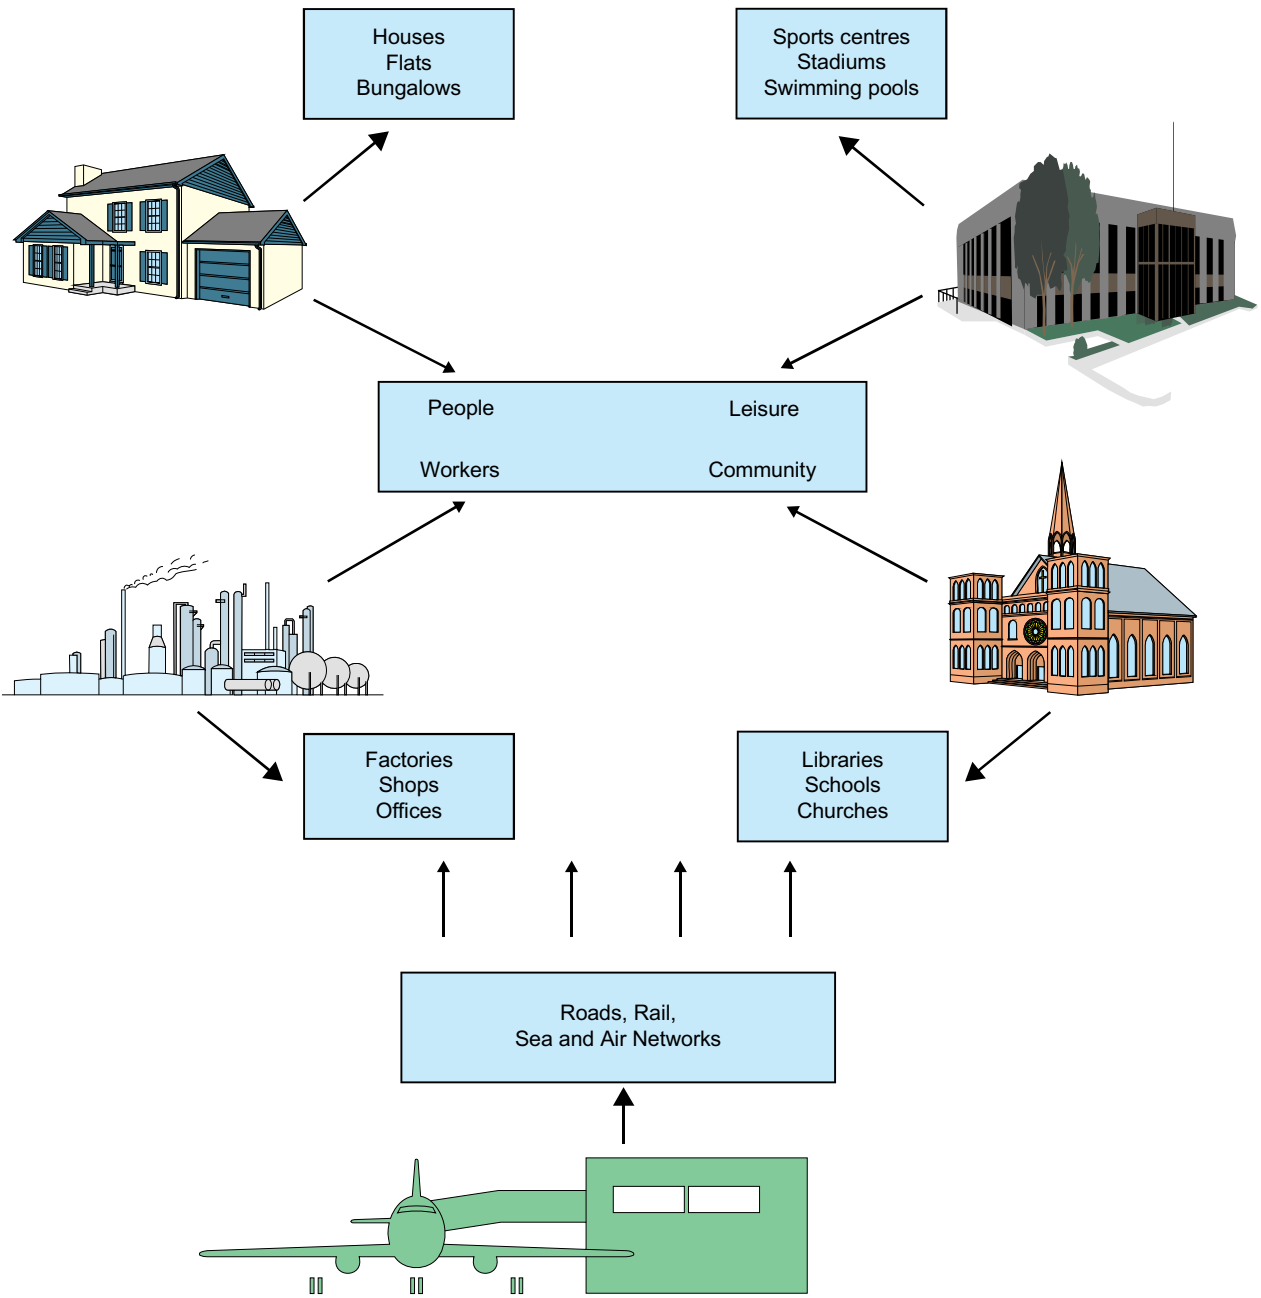 Houses
Flats
Bungalows
Sports centres
Stadiums
Swimming pools
People
Leisure
Workers
Community
Factories
Shops
Offices
Libraries
Schools
Churches
Roads, Rail,
Sea and Air Networks